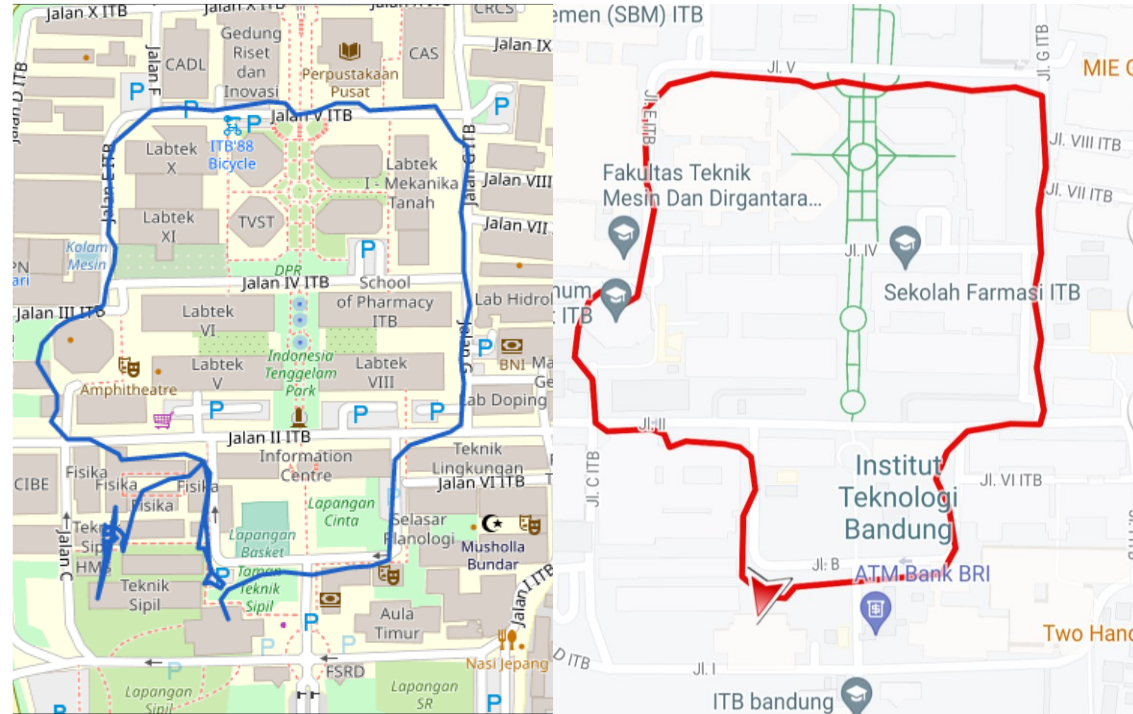 Jalan X ITB
Jalan X ITB
CRCS
Jalan F
Gedung
Riset
dan
Inovasi
CADL
CAS
Jalan IX
Perpustakaan
Pusat
P
P
P
P
Jalan V ITB
ITB'88
Bicycle
Labtek
X
Labtek
I - Mekanika
Tanah
Jalan E ITB
Jalan G ITB
Jalan VIII
Labtek
XI
TVST
Jalan VII
Kolam
Mesin
P
DPR
Jalan IV ITB
School
of Pharmacy
ITB
Lab Hidrol
Jalan III ITB
Labtek
VI
Jalan G
P
BNI
Indonesia
Tenggelam
Park
Labtek
V
Labtek
VIII
Amphitheatre
P
P
P
Lab Doping
Jalan II ITB
Information
Centre
Teknik
Lingkungan
Jalan VI ITB
CIBE
Fisika
Fisika
Fisika
Fisika
Lapangan
Cinta
P
Selasar
Planologi
Lapangan
Basket
Musholla
Bundar
Jalan C
HMS
P
Taman
Teknik
Sipil
Teknik
Sipil
Aula
Timur
Jalan I ITB
P
P
P
P
Nasi Jepang
FSRD
Lapangan
Sipil
Lapangan
SR
P
P
emen (SBM) ITB
Jl. G ITB
Jl. V
MIE
Jl. E ITB
Jl. VIII ITB
Fakultas Teknik
Mesin Dan Dirgantara...
Jl. VII ITB
Jl. IV
num
ITB
Sekolah Farmasi ITB
Jl. II
Jl. C ITB
Institut
Teknologi
Bandung
Jl. VI ITB
Jl. B
ATM Bank BRI
Two Hand
D ITB
Jl. I
ITB bandung